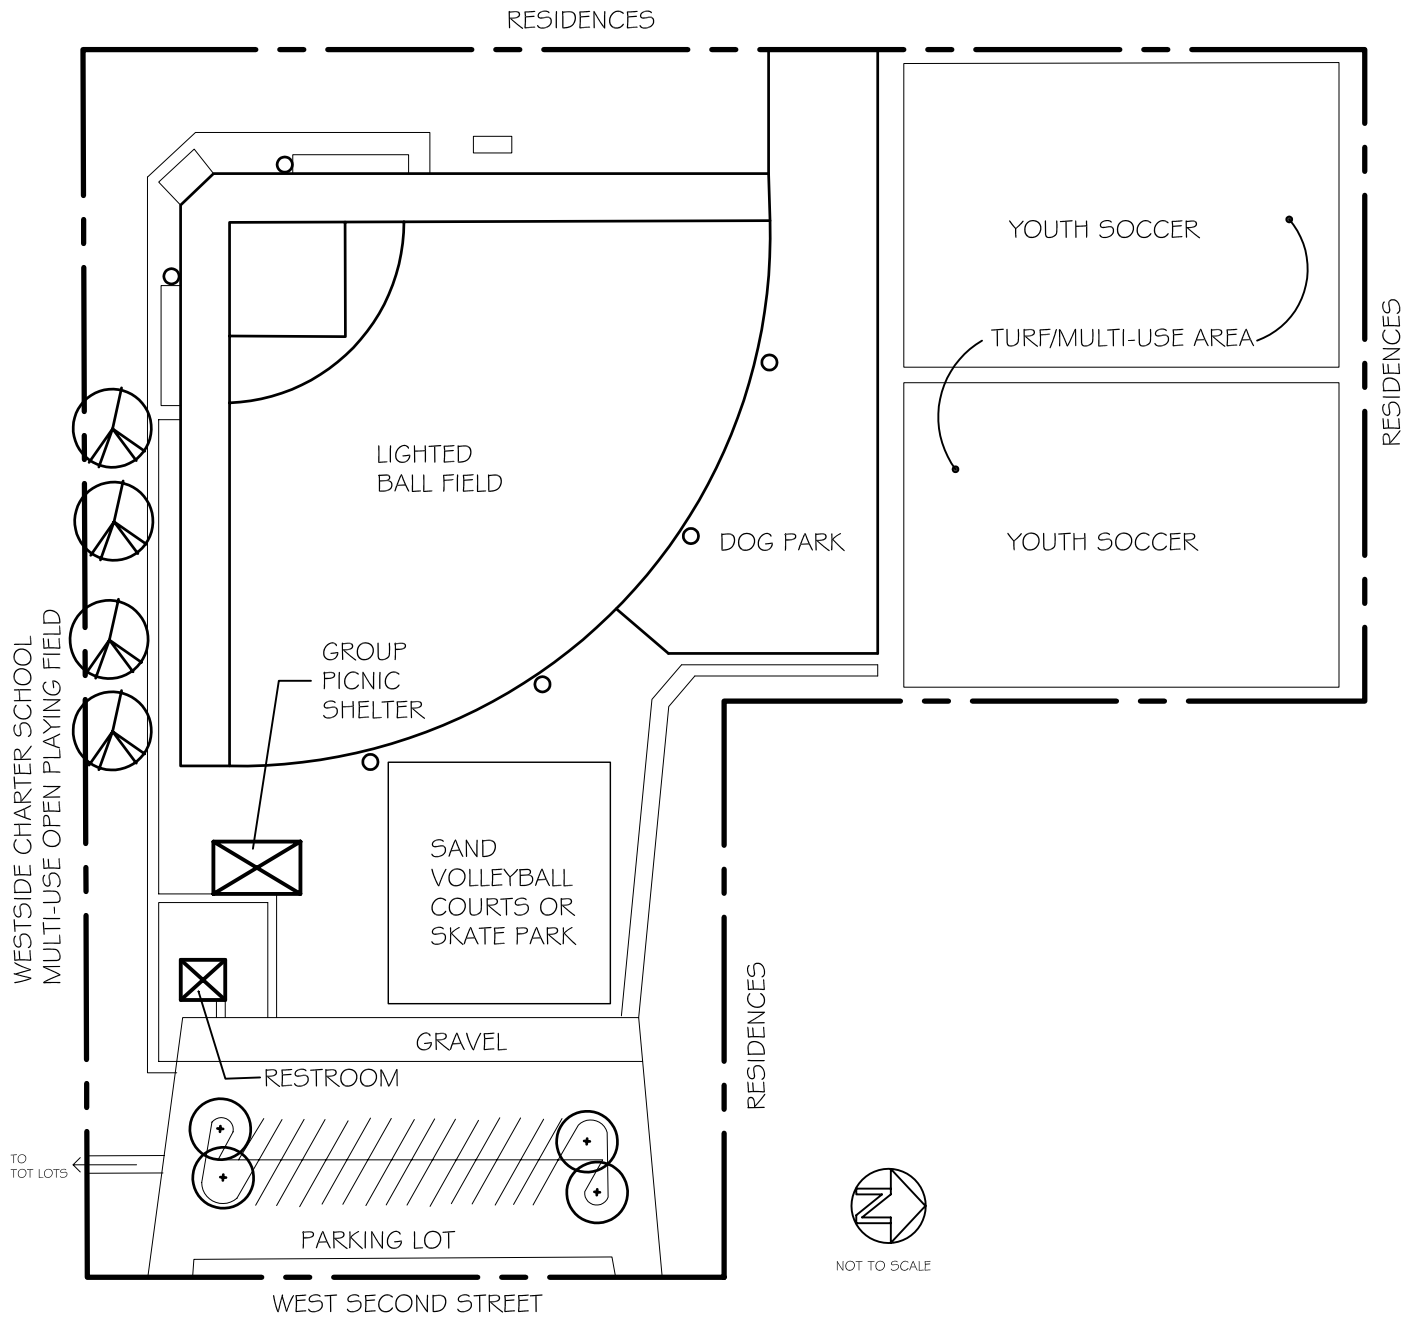 RESIDENCES
YOUTH SOCCER
TURF/MULTI-USE AREA
RESIDENCES
LIGHTED
BALL FIELD
DOG PARK
YOUTH SOCCER
GROUP
PICNIC
SHELTER
WESTSIDE CHARTER SCHOOL
MULTI-USE OPEN PLAYING FIELD
SAND
VOLLEYBALL
COURTS OR
SKATE PARK
RESIDENCES
GRAVEL
RESTROOM
TO
TOT LOTS
PARKING LOT
N
NOT TO SCALE
WEST SECOND STREET